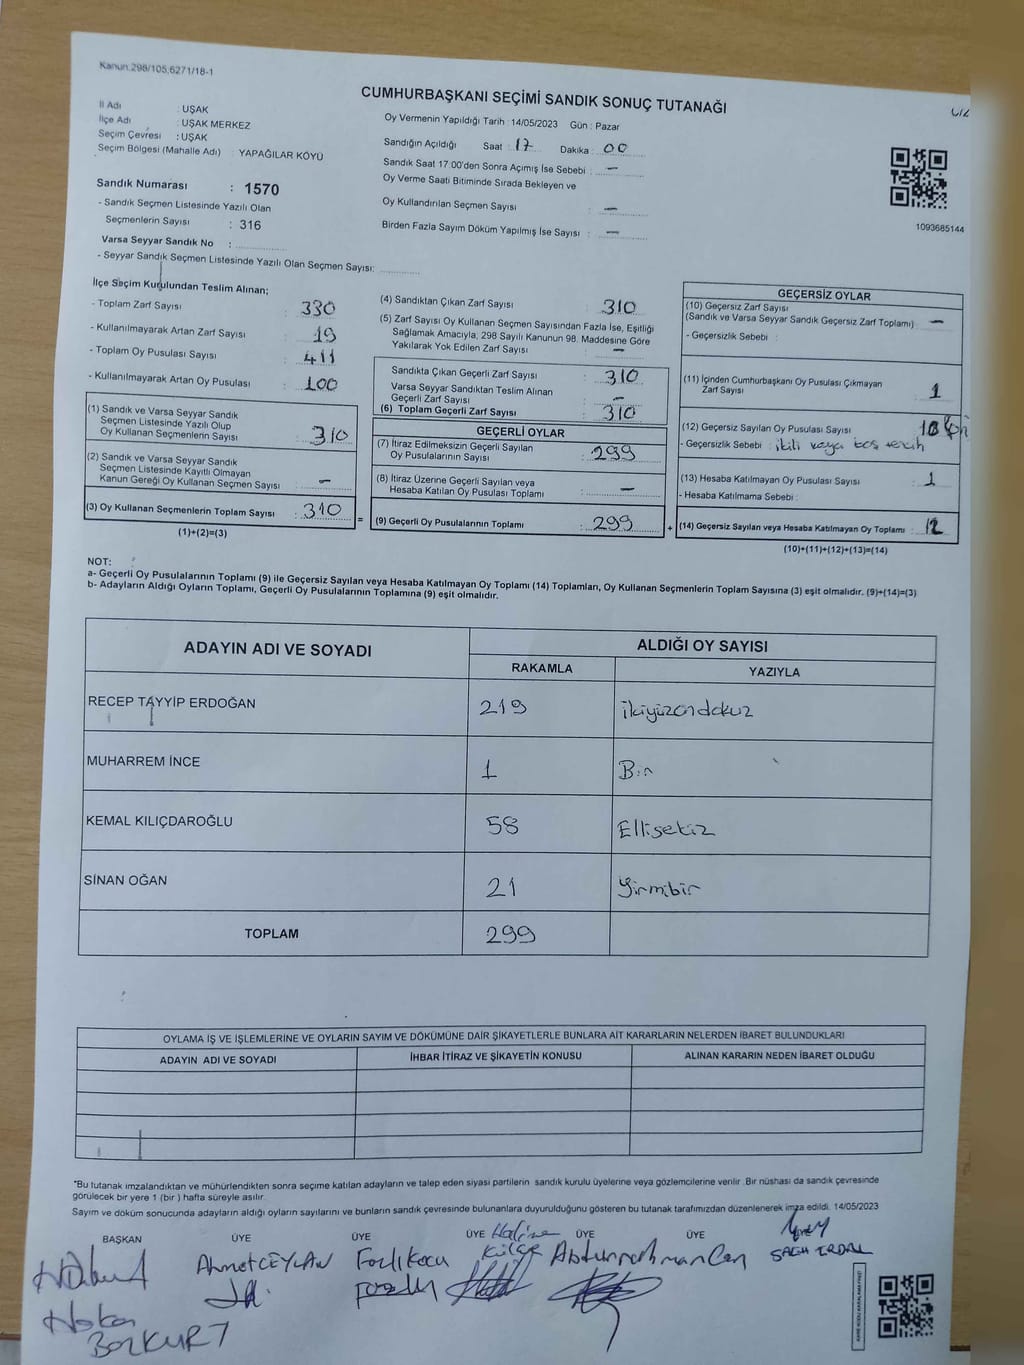 Kanun:298/105;6271/18-1
CUMHURBAŞKANI SEÇİMİ SANDIK SONUÇ TUTANAĞI
İl Adı : UŞAK
İlçe Adı : UŞAK MERKEZ
Seçim Çevresi : UŞAK
Seçim Bölgesi (Mahalle Adı) : YAPAĞILAR KÖYÜ
Sandık Numarası : 1570
- Sandık Seçmen Listesinde Yazılı Olan
Seçmenlerin Sayısı : 316
Varsa Seyyar Sandık No :
- Seyyar Sandık Seçmen Listesinde Yazılı Olan Seçmen Sayısı:
Oy Vermenin Yapıldığı Tarih : 14/05/2023 Gün : Pazar
Sandığın Açıldığı Saat : 17 Dakika : 00
Sandık Saat 17:00'den Sonra Açımış İse Sebebi : —
Oy Verme Saati Bitiminde Sırada Bekleyen ve
Oy Kullandırılan Seçmen Sayısı : —
Birden Fazla Sayım Döküm Yapılmış İse Sayısı : —
1093685144
İlçe Seçim Kurulundan Teslim Alınan;
- Toplam Zarf Sayısı : 330
- Kullanılmayarak Artan Zarf Sayısı : 19
- Toplam Oy Pusulası Sayısı : 411
- Kullanılmayarak Artan Oy Pusulası : 100
(1) Sandık ve Varsa Seyyar Sandık
Seçmen Listesinde Yazılı Olup
Oy Kullanan Seçmenlerin Sayısı : 310
(2) Sandık ve Varsa Seyyar Sandık
Seçmen Listesinde Kayıtlı Olmayan
Kanun Gereği Oy Kullanan Seçmen Sayısı : —
(3) Oy Kullanan Seçmenlerin Toplam Sayısı : 310
(1)+(2)=(3)
(4) Sandıktan Çıkan Zarf Sayısı : 310
(5) Zarf Sayısı Oy Kullanan Seçmen Sayısından Fazla İse, Eşitliği
Sağlamak Amacıyla, 298 Sayılı Kanunun 98. Maddesine Göre
Yakılarak Yok Edilen Zarf Sayısı : —
Sandıkta Çıkan Geçerli Zarf Sayısı : 310
Varsa Seyyar Sandıktan Teslim Alınan
Geçerli Zarf Sayısı : —
(6) Toplam Geçerli Zarf Sayısı : 310
GEÇERLİ OYLAR
(7) İtiraz Edilmeksizin Geçerli Sayılan
Oy Pusulalarının Sayısı : 299
(8) İtiraz Üzerine Geçerli Sayılan veya
Hesaba Katılan Oy Pusulası Toplamı : —
= (9) Geçerli Oy Pusulalarının Toplamı : 299 +
GEÇERSİZ OYLAR
(10) Geçersiz Zarf Sayısı
(Sandık ve Varsa Seyyar Sandık Geçersiz Zarf Toplamı) : —
- Geçersizlik Sebebi :
(11) İçinden Cumhurbaşkanı Oy Pusulası Çıkmayan
Zarf Sayısı : 1
(12) Geçersiz Sayılan Oy Pusulası Sayısı : 10
- Geçersizlik Sebebi : ikili veya boş tercih
(13) Hesaba Katılmayan Oy Pusulası Sayısı : 1
- Hesaba Katılmama Sebebi :
(14) Geçersiz Sayılan veya Hesaba Katılmayan Oy Toplamı : 12
(10)+(11)+(12)+(13)=(14)
NOT:
a- Geçerli Oy Pusulalarının Toplamı (9) ile Geçersiz Sayılan veya Hesaba Katılmayan Oy Toplamı (14) Toplamları, Oy Kullanan Seçmenlerin Toplam Sayısına (3) eşit olmalıdır. (9)+(14)=(3)
b- Adayların Aldığı Oyların Toplamı, Geçerli Oy Pusulalarının Toplamına (9) eşit olmalıdır.
ADAYIN ADI VE SOYADI
ALDIĞI OY SAYISI
RAKAMLA YAZIYLA
RECEP TAYYİP ERDOĞAN 219 ikiyüzondokuz
MUHARREM İNCE 1 Bir
KEMAL KILIÇDAROĞLU 58 Ellisekiz
SİNAN OĞAN 21 yirmibir
TOPLAM 299
OYLAMA İŞ VE İŞLEMLERİNE VE OYLARIN SAYIM VE DÖKÜMÜNE DAİR ŞİKAYETLERLE BUNLARA AİT KARARLARIN NELERDEN İBARET BULUNDUKLARI
ADAYIN ADI VE SOYADI İHBAR İTİRAZ VE ŞİKAYETİN KONUSU ALINAN KARARIN NEDEN İBARET OLDUĞU
*Bu tutanak imzalandıktan ve mühürlendikten sonra seçime katılan adayların ve talep eden siyasi partilerin sandık kurulu üyelerine veya gözlemcilerine verilir. Bir nüshası da sandık çevresinde
görülecek bir yere 1 (bir) hafta süreyle asılır.
Sayım ve döküm sonucunda adayların aldığı oyların sayılarını ve bunların sandık çevresinde bulunanlara duyurulduğunu gösteren bu tutanak tarafımızdan düzenlenerek imza edildi. 14/05/2023
BAŞKAN ÜYE ÜYE ÜYE ÜYE ÜYE
Ahmet CEYLAN
Hakan
BOZKURT